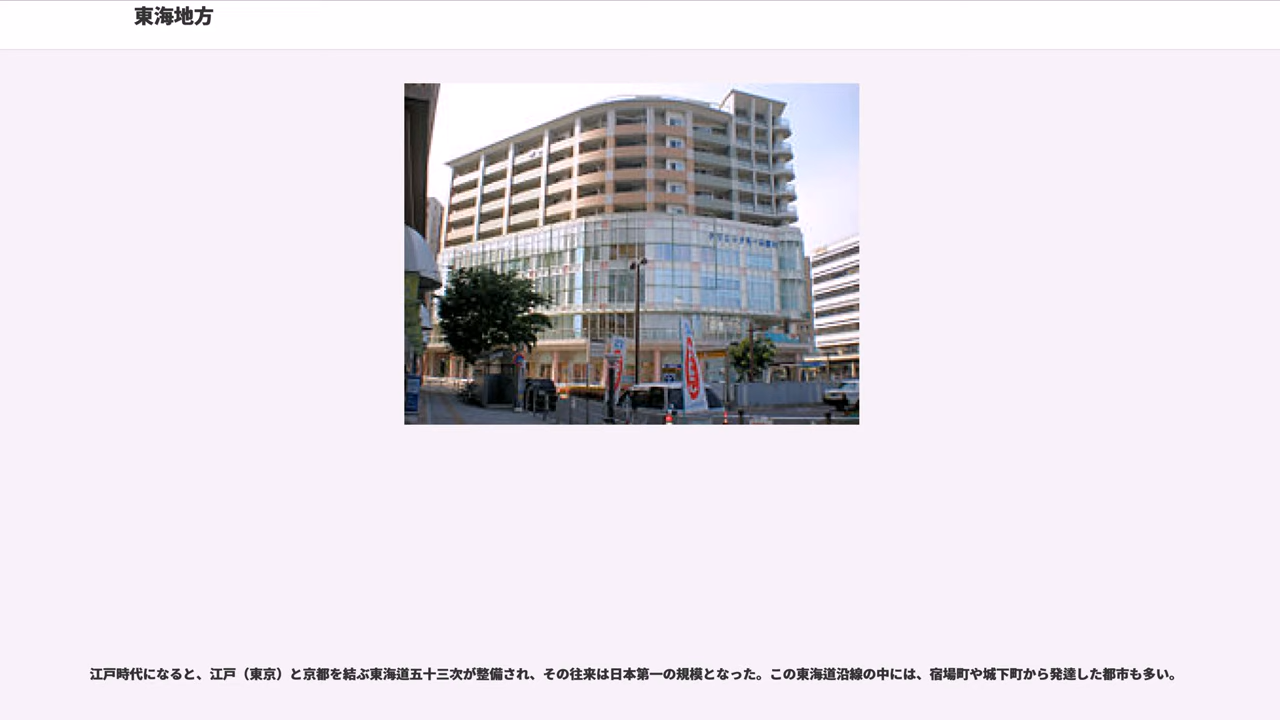 東海地方
江戸時代になると、江戸（東京）と京都を結ぶ東海道五十三次が整備され、その往来は日本第一の規模となった。この東海道沿線の中には、宿場町や城下町から発達した都市も多い。